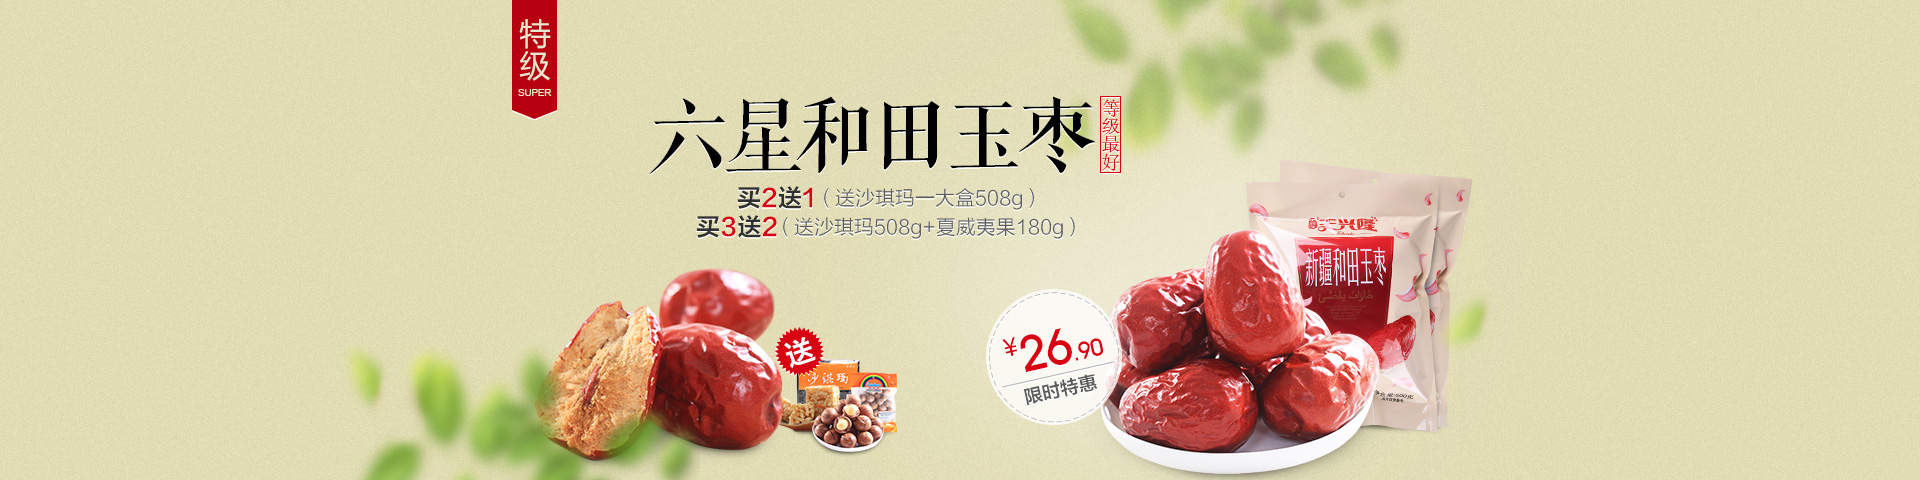 特级
SUPER
六星和田玉枣
等级最好
买2送1（送沙琪玛一大盒508g）
买3送2（送沙琪玛508g+夏威夷果180g）
送
沙琪玛
¥26.90
限时特惠
兴隆
新疆和田玉枣